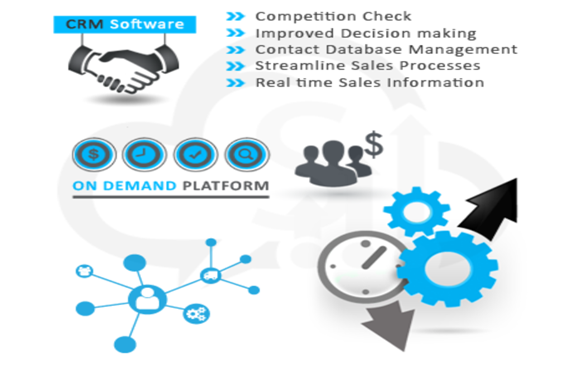 CRM Software
Competition Check
Improved Decision making
Contact Database Management
Streamline Sales Processes
Real time Sales Information
$
$
ON DEMAND PLATFORM